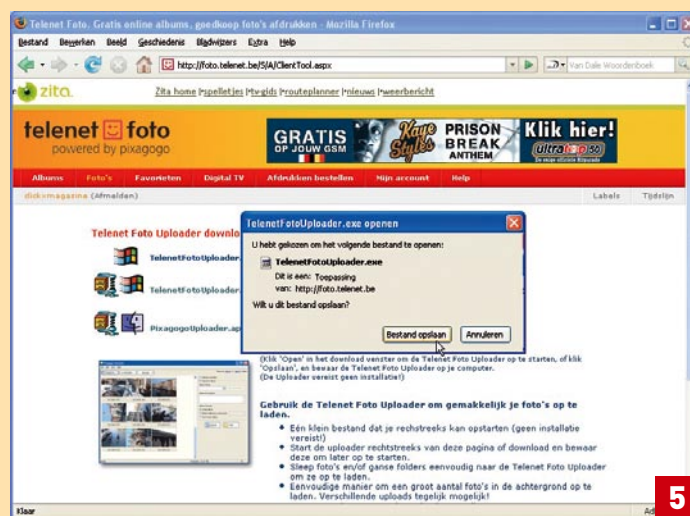 Telenet Foto. Gratis online albums, goedkoop foto's afdrukken - Mozilla Firefox
Bestand Bewerken Beeld Geschiedenis Bladwijzers Extra Help
http://foto.telenet.be/S/A/ClientTool.aspx
Van Dale Woordenboek
zita.
Zita home | spelletjes | tv-gids | routeplanner | nieuws | weerbericht
telenet foto
powered by pixagogo
GRATIS
OP JOUW GSM
Kaye
Styles
PRISON
BREAK
ANTHEM
Klik hier!
ultratop 50
Albums Foto's Favorieten Digital TV Afdrukken bestellen Mijn account Help
clickxmagazine (Afmelden) Labels Tijdslijn
Telenet Foto Uploader downlo
TelenetFotoUploader.
TelenetFotoUploader.
PixagogoUploader.ap
TelenetFotoUploader.exe openen
U hebt gekozen om het volgende bestand te openen:
TelenetFotoUploader.exe
Dit is een: Toepassing
van: http://foto.telenet.be
Wilt u dit bestand opslaan?
Bestand opslaan Annuleren
(Klik 'Open' in het download venster om de Telenet Foto Uploader op te starten, of klik
'Opslaan', en bewaar de Telenet Foto Uploader op je computer.
(De Uploader vereist geen installatie!)
Gebruik de Telenet Foto Uploader om gemakkelijk je foto's op te
laden.
• Eén klein bestand dat je rechtstreeks kan opstarten (geen installatie
vereist!)
• Start de uploader rechtstreeks van deze pagina of download en bewaar
deze om later op te starten.
• Sleep foto's en/of ganse folders eenvoudig naar de Telenet Foto Uploader
om ze op te laden.
• Eenvoudige manier om een groot aantal foto's in de achtergrond op te
laden. Verschillende uploads tegelijk mogelijk!
Klaar
5